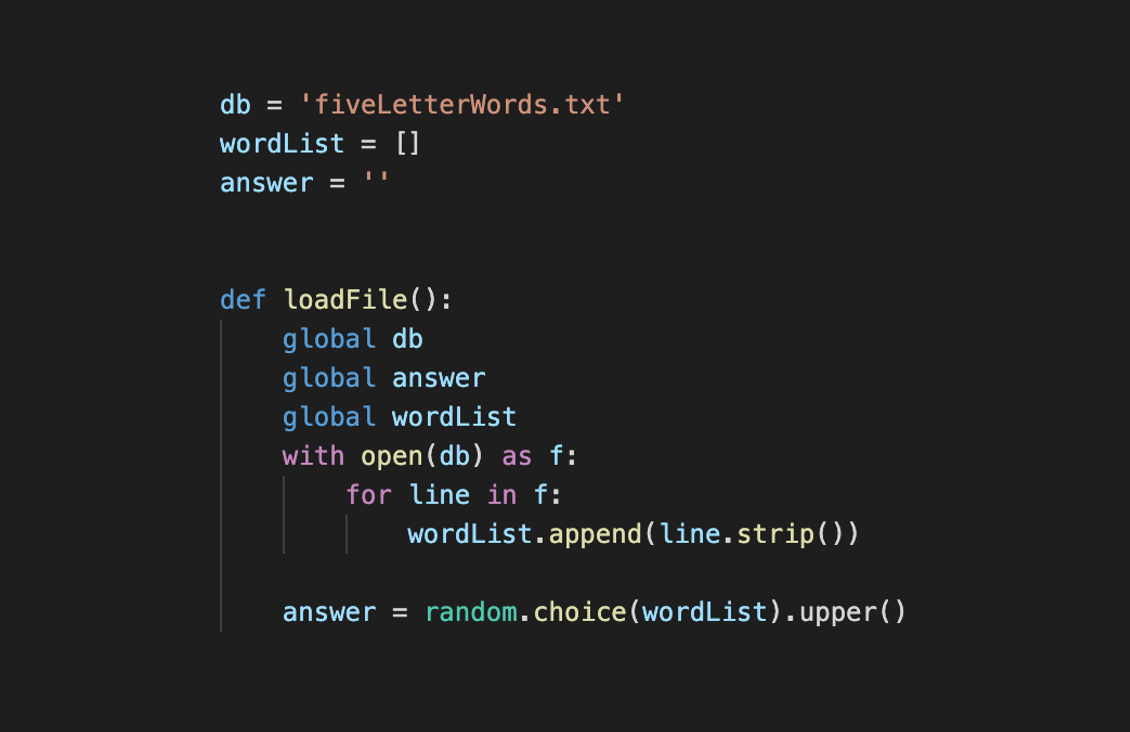 db = 'fiveLetterWords.txt'
wordList = []
answer = ''
def loadFile():
    global db
    global answer
    global wordList
    with open(db) as f:
        for line in f:
            wordList.append(line.strip())
    answer = random.choice(wordList).upper()